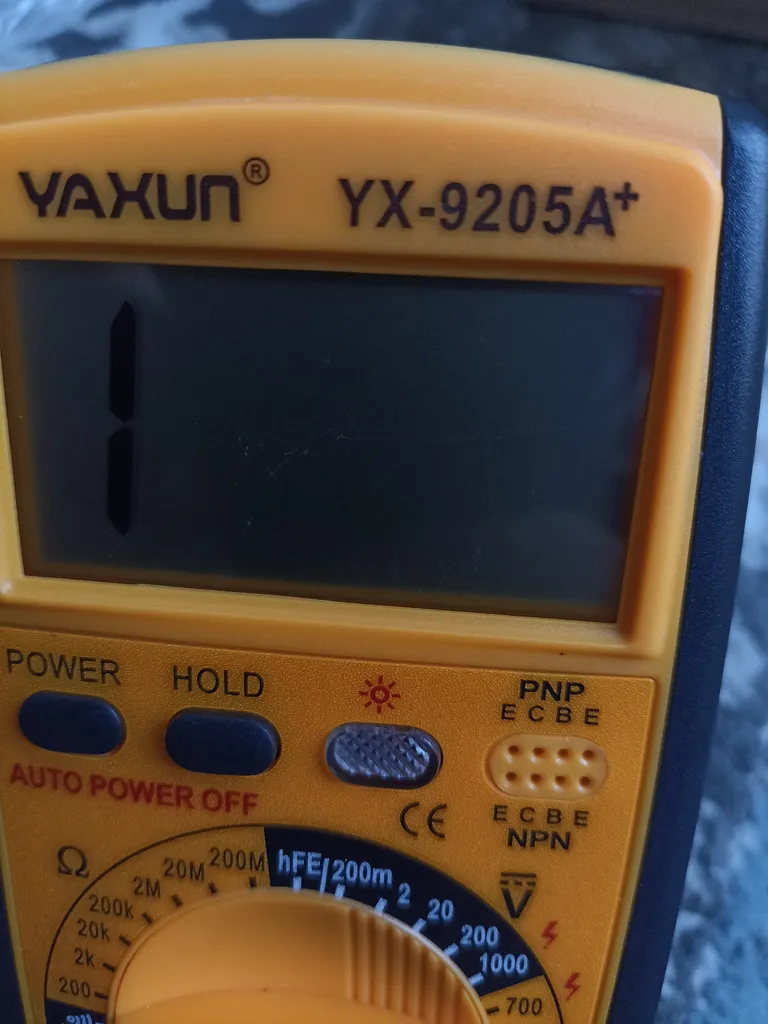 YAXUN® YX-9205A+
1
POWER HOLD PNP
E C B E
AUTO POWER OFF
CE
E C B E
NPN
Ω 2M 20M 200M hFE 200m 2 20 200 1000 V
200k
20k
2k
200
700